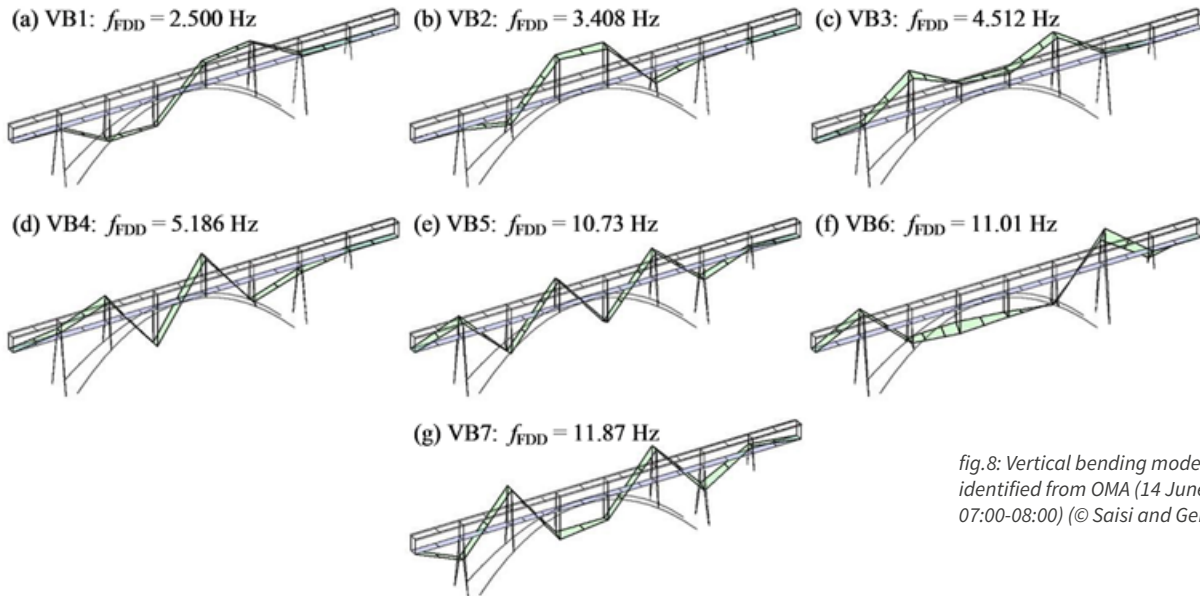 (a) VB1: fFDD = 2.500 Hz
(b) VB2: fFDD = 3.408 Hz
(c) VB3: fFDD = 4.512 Hz
(d) VB4: fFDD = 5.186 Hz
(e) VB5: fFDD = 10.73 Hz
(f) VB6: fFDD = 11.01 Hz
(g) VB7: fFDD = 11.87 Hz
fig.8: Vertical bending mode
identified from OMA (14 June
07:00-08:00) (© Saisi and Ge